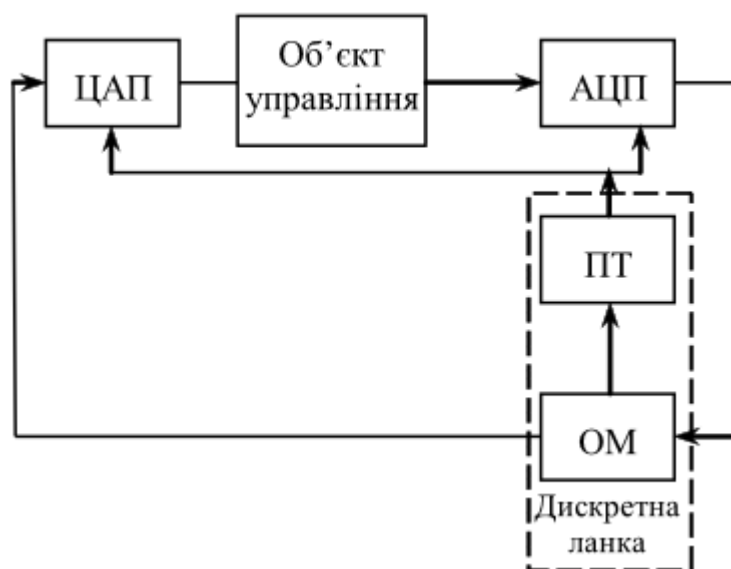 ЦАП
Об’єкт
управління
АЦП
ПТ
ОМ
Дискретна
ланка